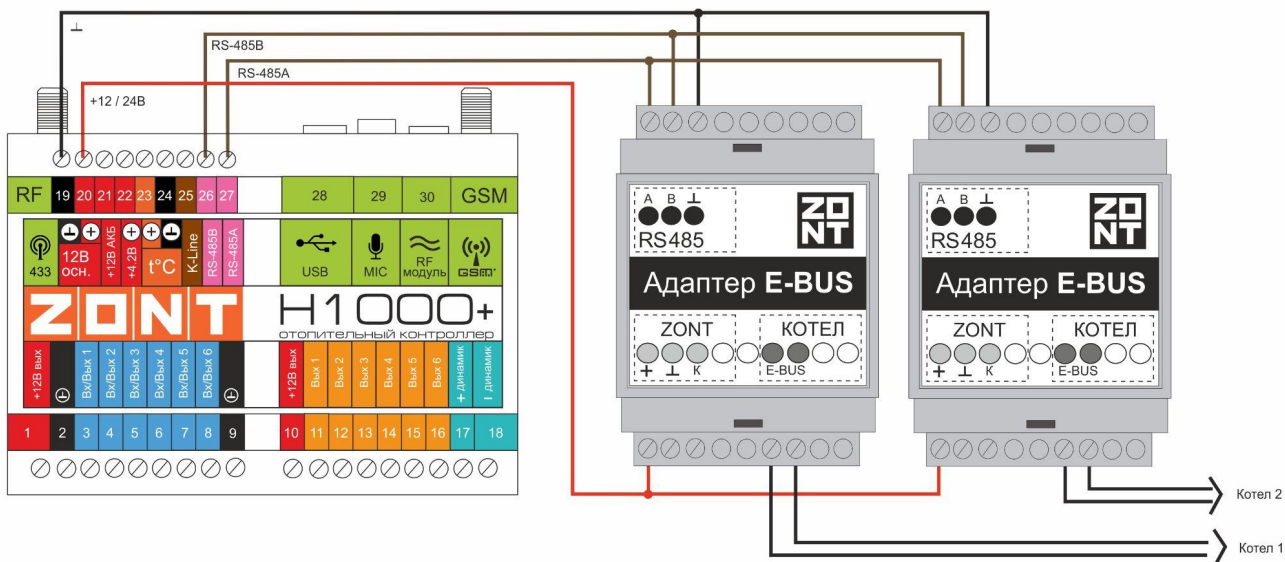 ⊥
RS-485B
RS-485A
+12 / 24В
RF 19 20 21 22 23 24 25 26 27 28 29 30 GSM
433
12В осн.
+12В АКБ
+4.2В
t°C
K-Line
RS-485B
RS-485A
USB
MIC
RF модуль
GSM
ZONT
H1000+
отопительный контроллер
+12В вых
Вх/Вых 1
Вх/Вых 2
Вх/Вых 3
Вх/Вых 4
Вх/Вых 5
Вх/Вых 6
+12В вых
Вых 1
Вых 2
Вых 3
Вых 4
Вых 5
Вых 6
+ динамик
– динамик
1 2 3 4 5 6 7 8 9 10 11 12 13 14 15 16 17 18
A B ⊥
RS485
ZONT
Адаптер E-BUS
ZONT КОТЕЛ
+ ⊥ К E-BUS
A B ⊥
RS485
ZONT
Адаптер E-BUS
ZONT КОТЕЛ
+ ⊥ К E-BUS
Котел 2
Котел 1